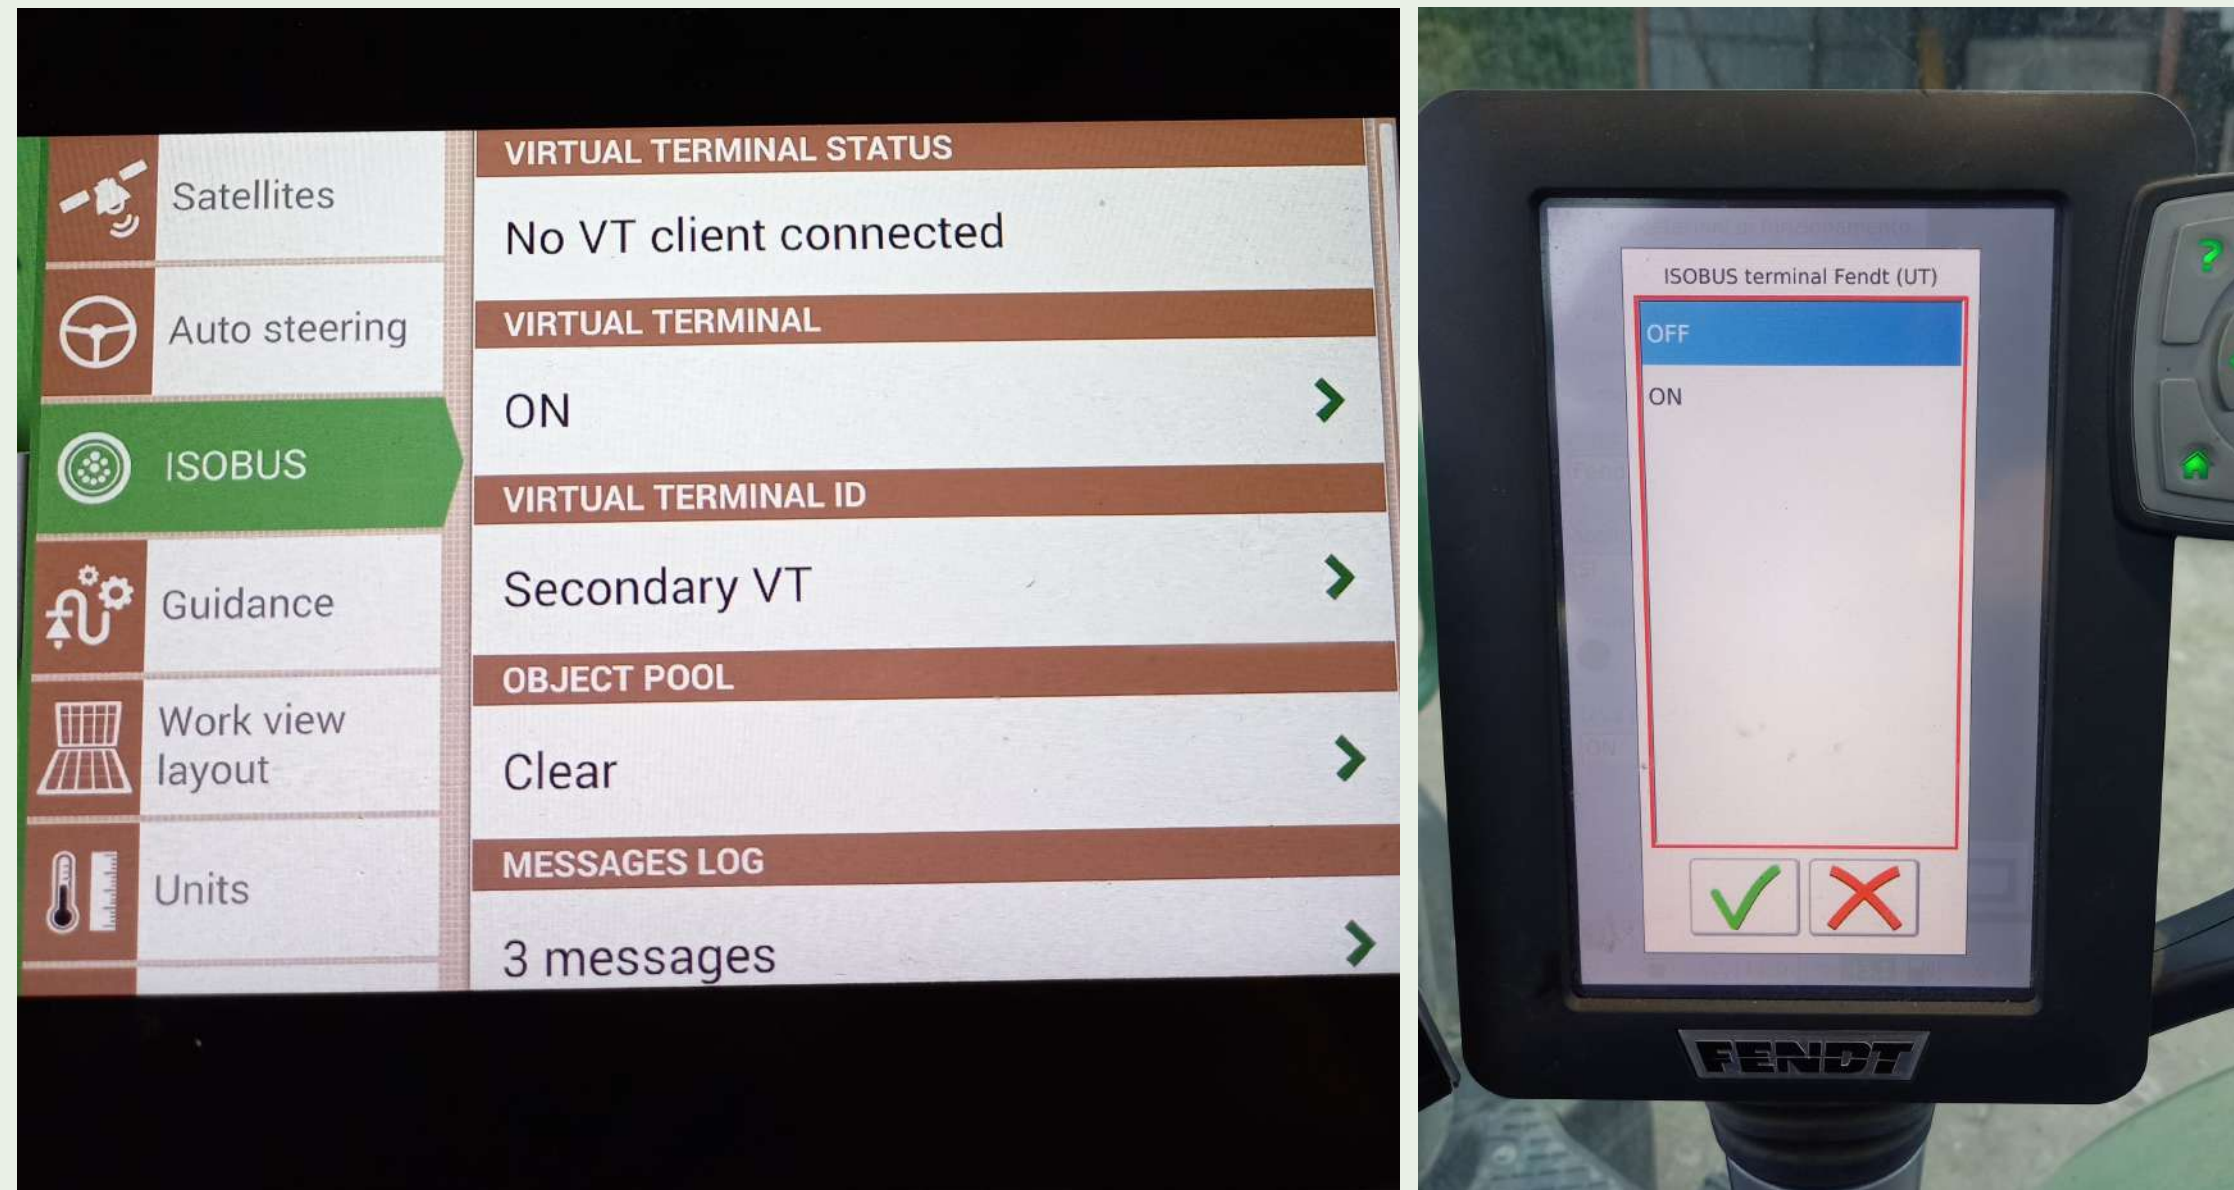 Satellites
Auto steering
ISOBUS
Guidance
Work view
layout
Units
VIRTUAL TERMINAL STATUS
No VT client connected
VIRTUAL TERMINAL
ON
VIRTUAL TERMINAL ID
Secondary VT
OBJECT POOL
Clear
MESSAGES LOG
3 messages
ISOBUS terminal Fendt (UT)
OFF
ON
?
FENDT